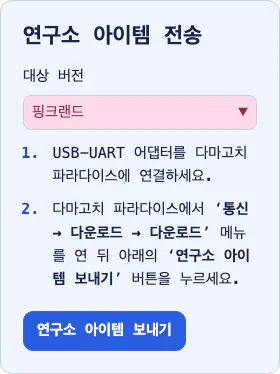 연구소 아이템 전송
대상 버전
핑크랜드 ▼
1. USB-UART 어댑터를 다마고치
파라다이스에 연결하세요.
2. 다마고치 파라다이스에서 ‘통신
→ 다운로드 → 다운로드’ 메뉴
를 연 뒤 아래의 ‘연구소 아이
템 보내기’ 버튼을 누르세요.
연구소 아이템 보내기